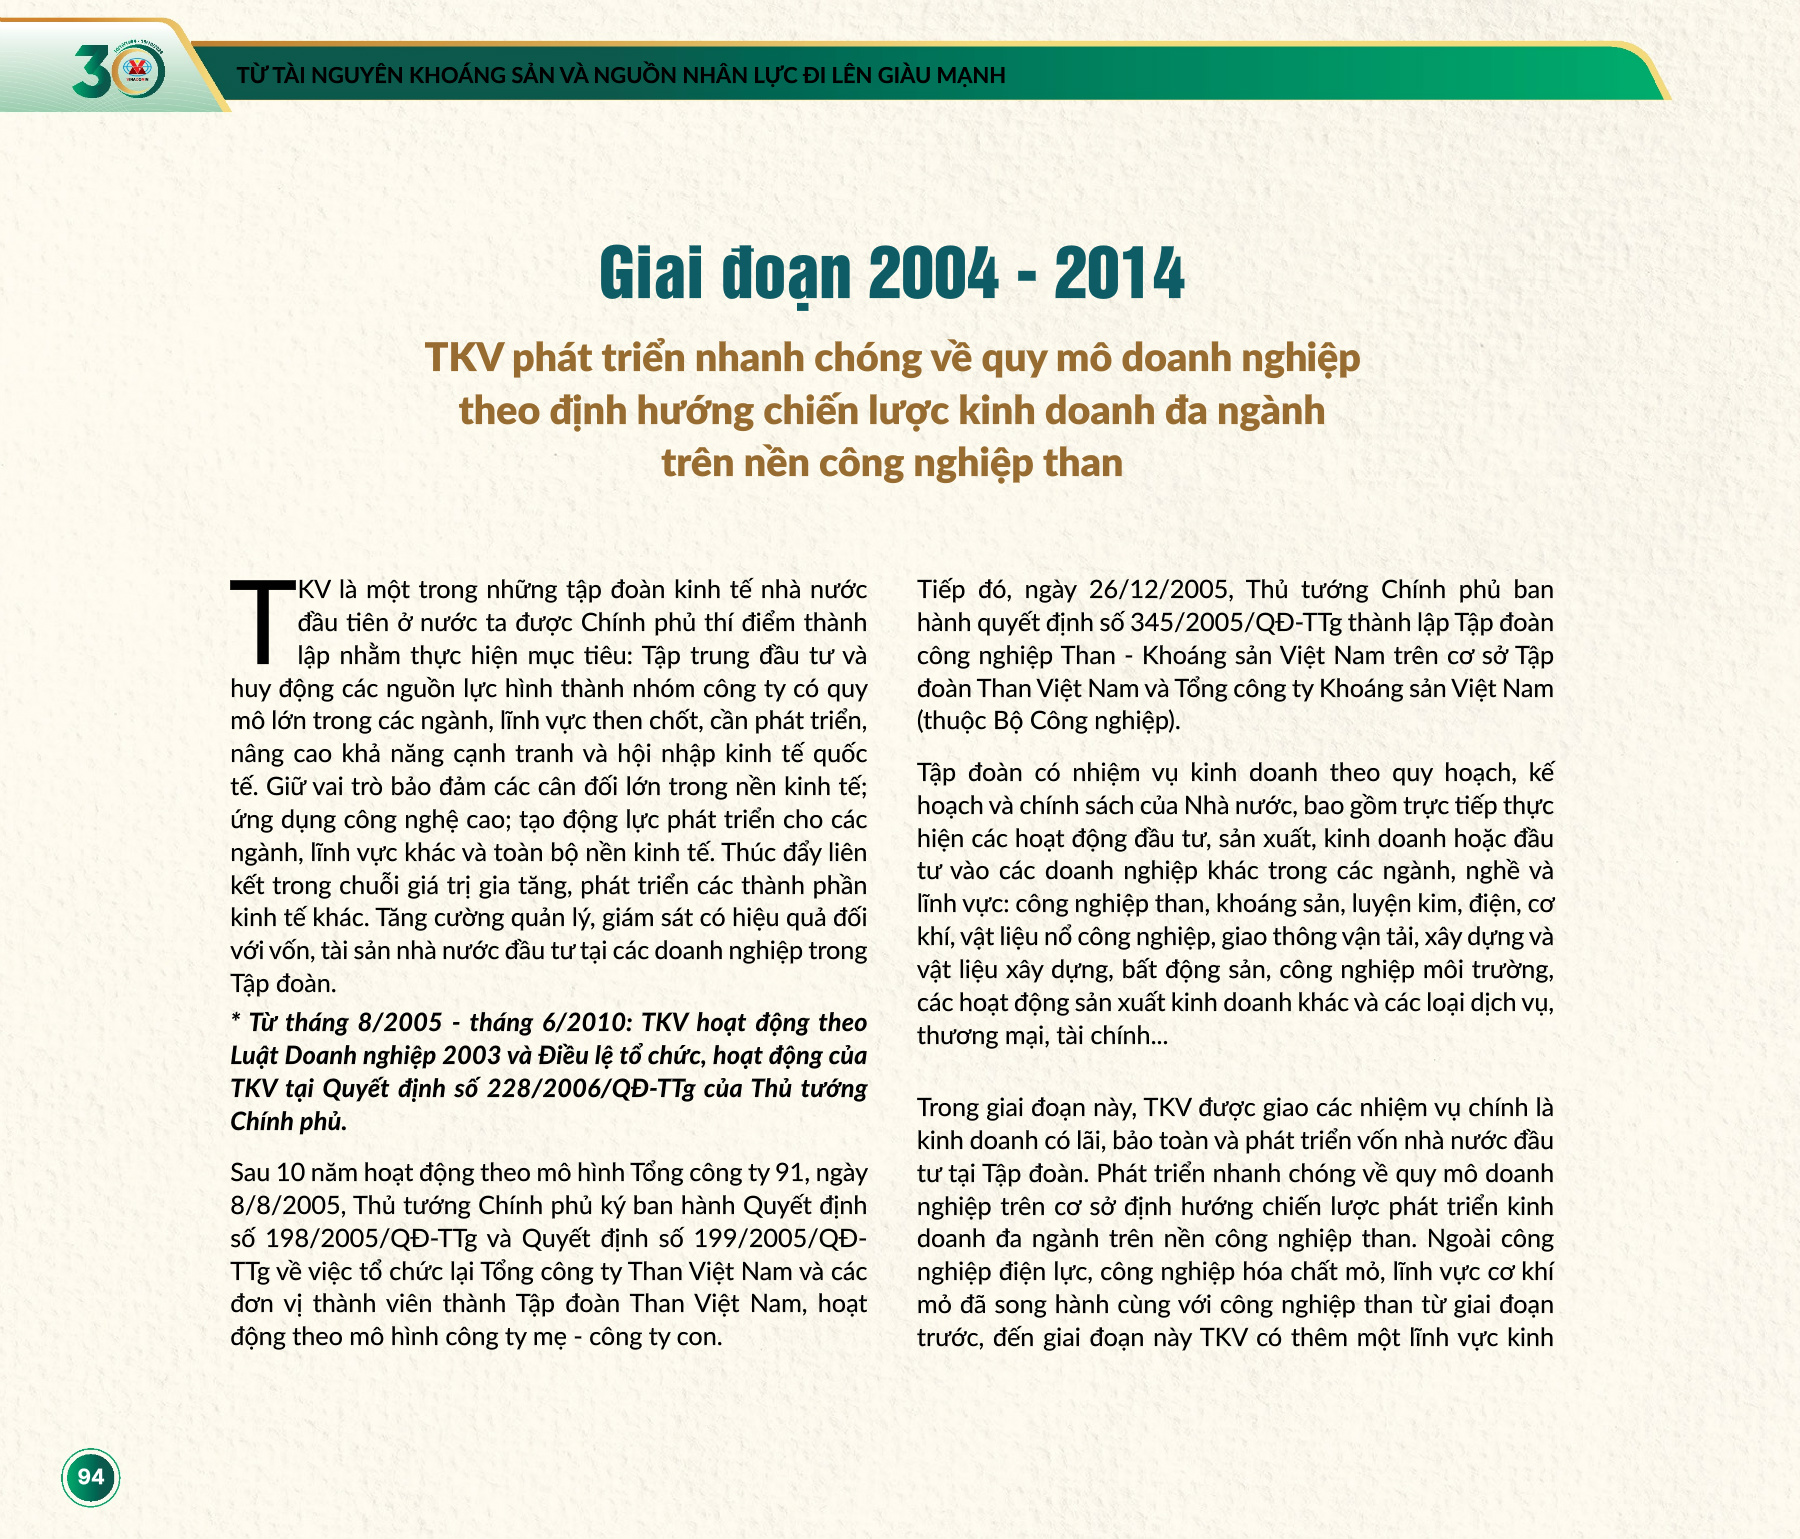 30
TỪ TÀI NGUYÊN KHOÁNG SẢN VÀ NGUỒN NHÂN LỰC ĐI LÊN GIÀU MẠNH
Giai đoạn 2004 - 2014
TKV phát triển nhanh chóng về quy mô doanh nghiệp
theo định hướng chiến lược kinh doanh đa ngành
trên nền công nghiệp than
TKV là một trong những tập đoàn kinh tế nhà nước
đầu tiên ở nước ta được Chính phủ thí điểm thành
lập nhằm thực hiện mục tiêu: Tập trung đầu tư và
huy động các nguồn lực hình thành nhóm công ty có quy
mô lớn trong các ngành, lĩnh vực then chốt, cần phát triển,
nâng cao khả năng cạnh tranh và hội nhập kinh tế quốc
tế. Giữ vai trò bảo đảm các cân đối lớn trong nền kinh tế;
ứng dụng công nghệ cao; tạo động lực phát triển cho các
ngành, lĩnh vực khác và toàn bộ nền kinh tế. Thúc đẩy liên
kết trong chuỗi giá trị gia tăng, phát triển các thành phần
kinh tế khác. Tăng cường quản lý, giám sát có hiệu quả đối
với vốn, tài sản nhà nước đầu tư tại các doanh nghiệp trong
Tập đoàn.
* Từ tháng 8/2005 - tháng 6/2010: TKV hoạt động theo
Luật Doanh nghiệp 2003 và Điều lệ tổ chức, hoạt động của
TKV tại Quyết định số 228/2006/QĐ-TTg của Thủ tướng
Chính phủ.
Sau 10 năm hoạt động theo mô hình Tổng công ty 91, ngày
8/8/2005, Thủ tướng Chính phủ ký ban hành Quyết định
số 198/2005/QĐ-TTg và Quyết định số 199/2005/QĐ-
TTg về việc tổ chức lại Tổng công ty Than Việt Nam và các
đơn vị thành viên thành Tập đoàn Than Việt Nam, hoạt
động theo mô hình công ty mẹ - công ty con.
Tiếp đó, ngày 26/12/2005, Thủ tướng Chính phủ ban
hành quyết định số 345/2005/QĐ-TTg thành lập Tập đoàn
công nghiệp Than - Khoáng sản Việt Nam trên cơ sở Tập
đoàn Than Việt Nam và Tổng công ty Khoáng sản Việt Nam
(thuộc Bộ Công nghiệp).
Tập đoàn có nhiệm vụ kinh doanh theo quy hoạch, kế
hoạch và chính sách của Nhà nước, bao gồm trực tiếp thực
hiện các hoạt động đầu tư, sản xuất, kinh doanh hoặc đầu
tư vào các doanh nghiệp khác trong các ngành, nghề và
lĩnh vực: công nghiệp than, khoáng sản, luyện kim, điện, cơ
khí, vật liệu nổ công nghiệp, giao thông vận tải, xây dựng và
vật liệu xây dựng, bất động sản, công nghiệp môi trường,
các hoạt động sản xuất kinh doanh khác và các loại dịch vụ,
thương mại, tài chính...
Trong giai đoạn này, TKV được giao các nhiệm vụ chính là
kinh doanh có lãi, bảo toàn và phát triển vốn nhà nước đầu
tư tại Tập đoàn. Phát triển nhanh chóng về quy mô doanh
nghiệp trên cơ sở định hướng chiến lược phát triển kinh
doanh đa ngành trên nền công nghiệp than. Ngoài công
nghiệp điện lực, công nghiệp hóa chất mỏ, lĩnh vực cơ khí
mỏ đã song hành cùng với công nghiệp than từ giai đoạn
trước, đến giai đoạn này TKV có thêm một lĩnh vực kinh
94